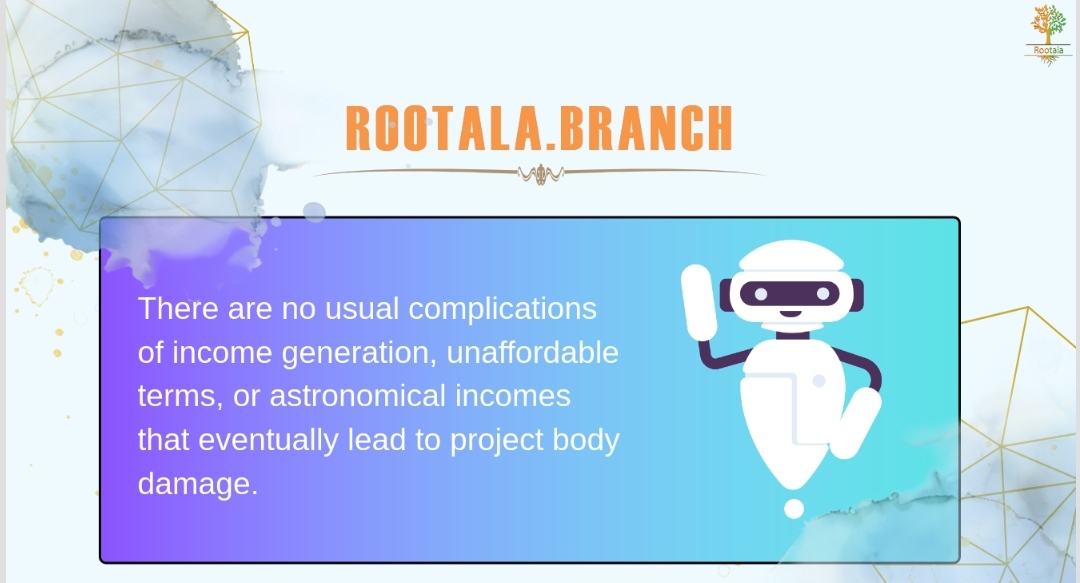 Rootala
ROOTALA.BRANCH
There are no usual complications
of income generation, unaffordable
terms, or astronomical incomes
that eventually lead to project body
damage.